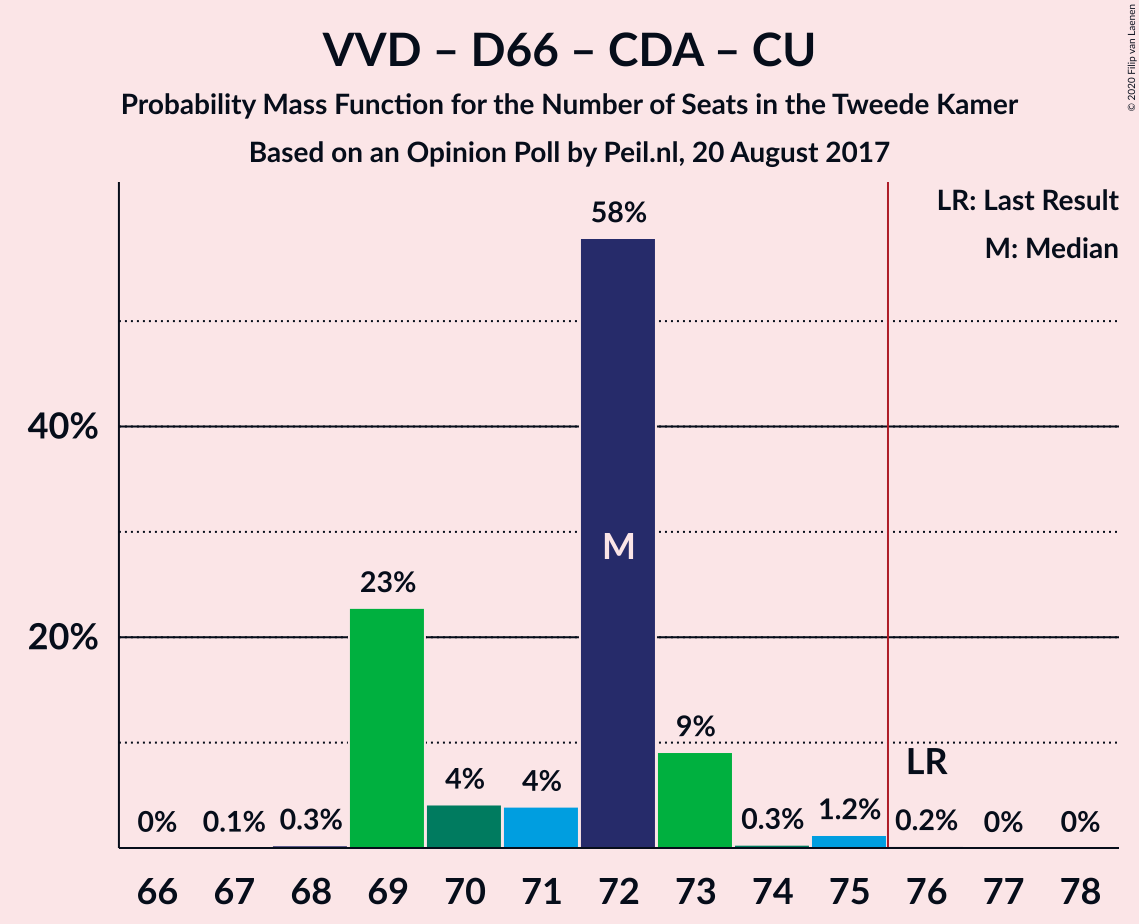 VVD – D66 – CDA – CU
Probability Mass Function for the Number of Seats in the Tweede Kamer
Based on an Opinion Poll by Peil.nl, 20 August 2017
© 2020 Filip van Laenen
LR: Last Result
M: Median
40%
20%
0%
0.1%
0.3%
23%
4%
4%
58%
M
9%
0.3%
1.2%
LR
0.2%
0%
0%
66 67 68 69 70 71 72 73 74 75 76 77 78